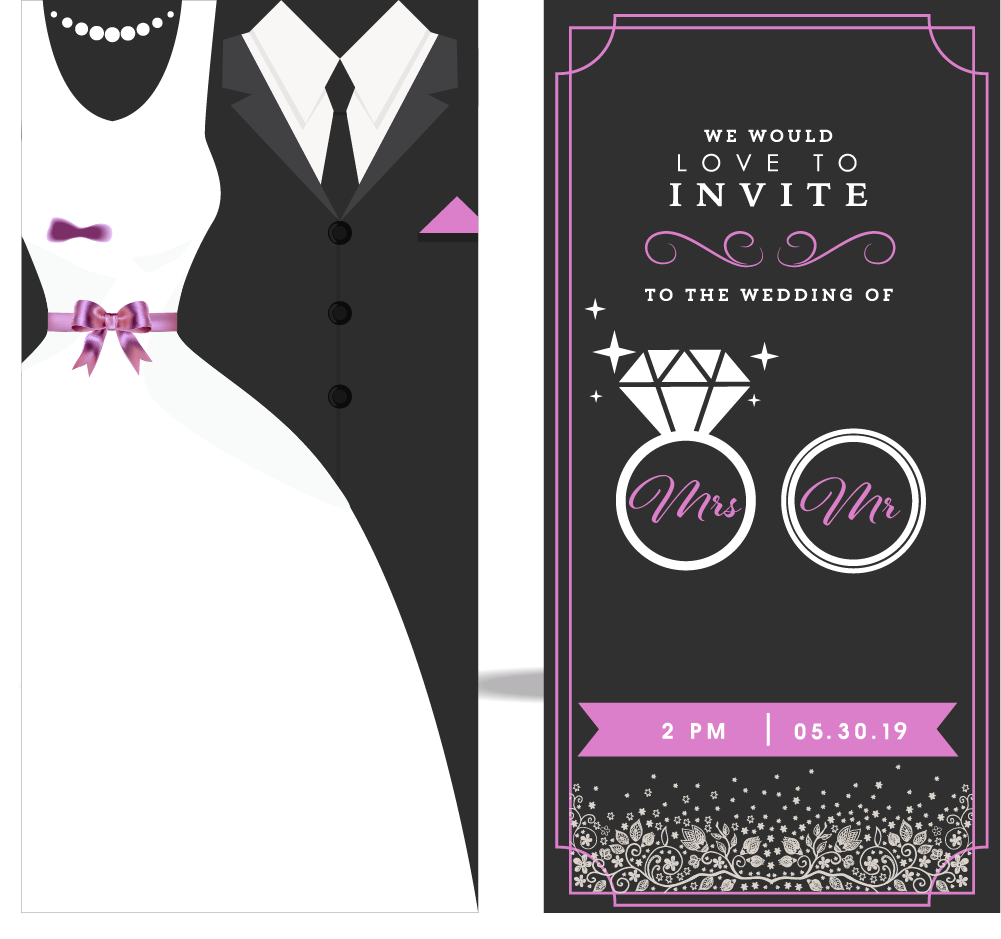 WE WOULD
LOVE TO
INVITE
TO THE WEDDING OF
Mrs Mr
2 PM | 05.30.19